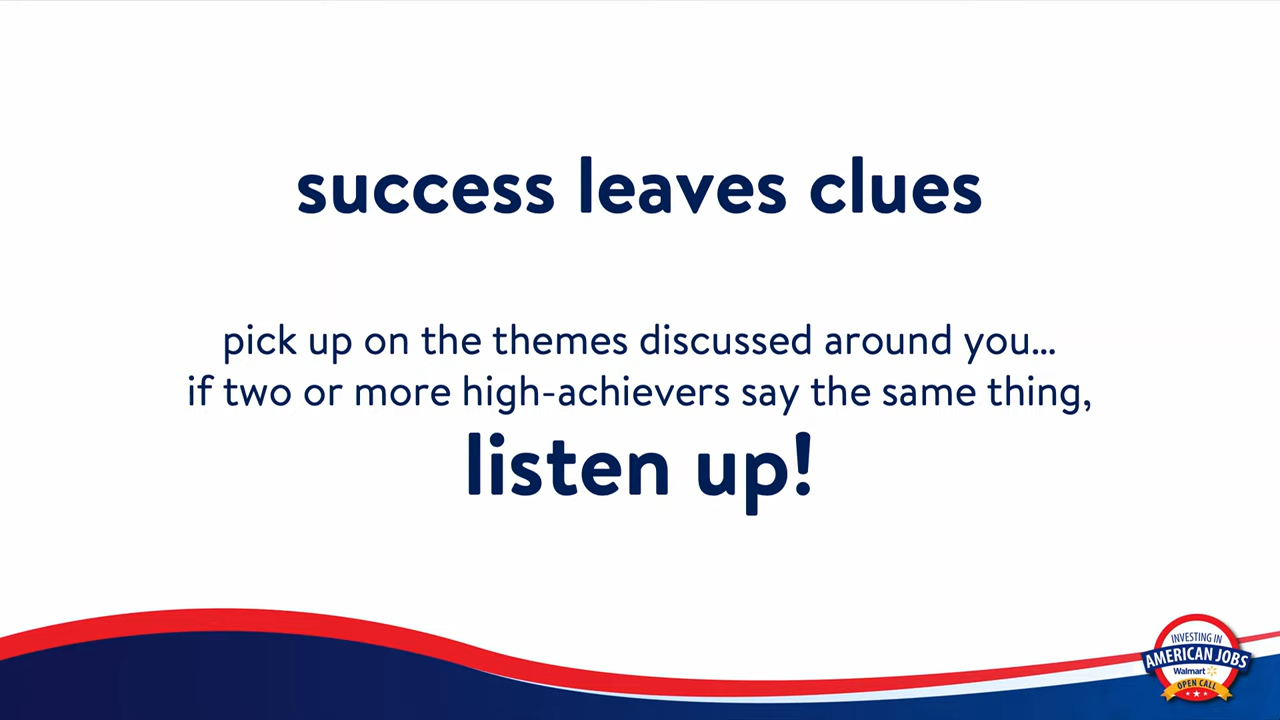 success leaves clues
pick up on the themes discussed around you...
if two or more high-achievers say the same thing,
listen up!
INVESTING IN
AMERICAN JOBS
Walmart
OPEN CALL